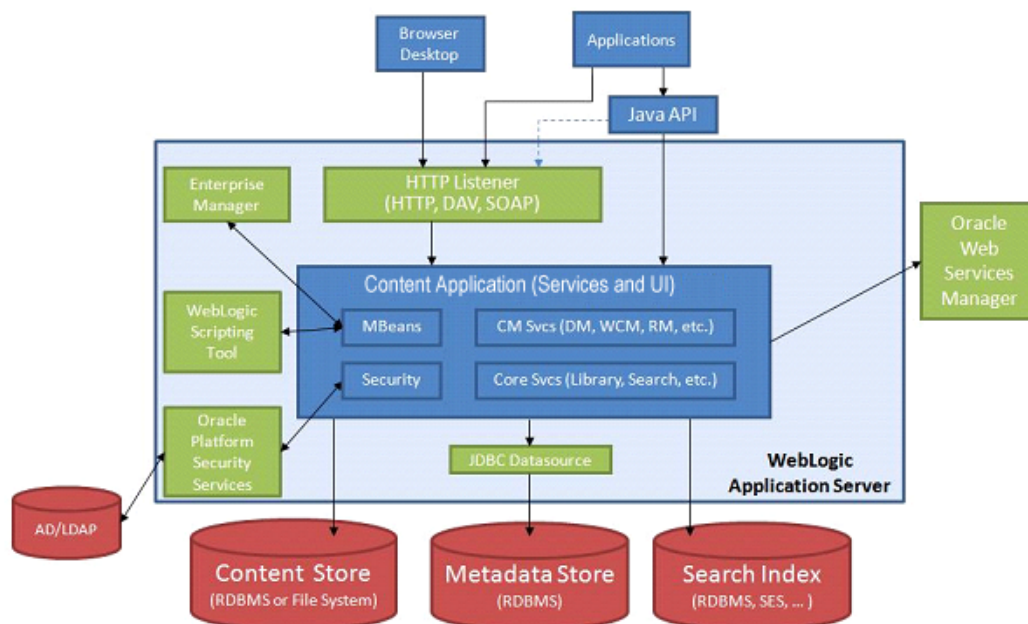 Browser
Desktop
Applications
Java API
Enterprise
Manager
HTTP Listener
(HTTP, DAV, SOAP)
Oracle
Web
Services
Manager
Content Application (Services and UI)
WebLogic
Scripting
Tool
MBeans
CM Svcs (DM, WCM, RM, etc.)
Security
Core Svcs (Library, Search, etc.)
Oracle
Platform
Security
Services
JDBC Datasource
WebLogic
Application Server
AD/LDAP
Content Store
(RDBMS or File System)
Metadata Store
(RDBMS)
Search Index
(RDBMS, SES, ... )